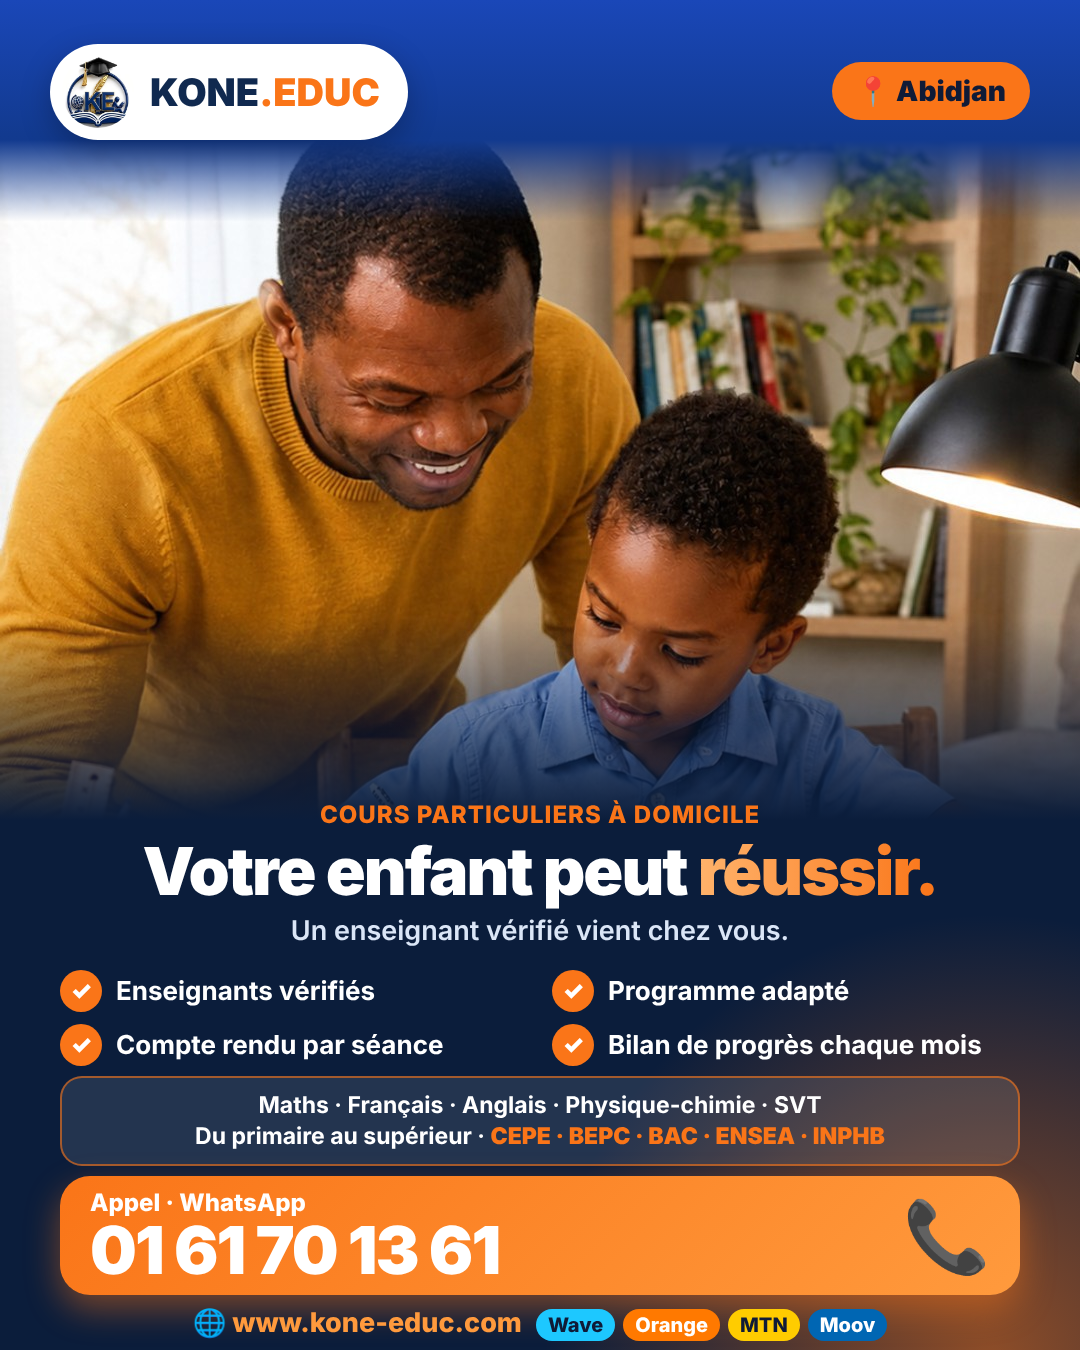 KONE.EDUC
Abidjan
COURS PARTICULIERS À DOMICILE
Votre enfant peut réussir.
Un enseignant vérifié vient chez vous.
Enseignants vérifiés
Programme adapté
Compte rendu par séance
Bilan de progrès chaque mois
Maths · Français · Anglais · Physique-chimie · SVT
Du primaire au supérieur · CEPE · BEPC · BAC · ENSEA · INPHB
Appel · WhatsApp
01 61 70 13 61
www.kone-educ.com Wave Orange MTN Moov